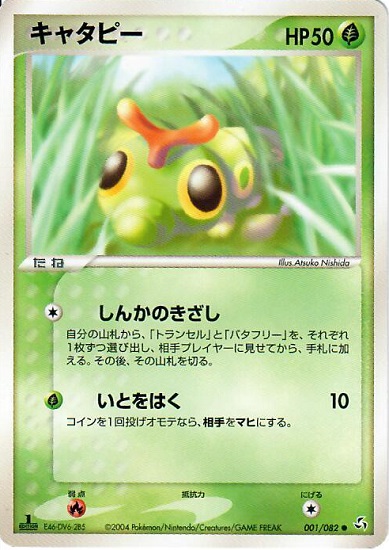 キャタピー HP50
Illus.Atsuko Nishida
たね
しんかのきざし
自分の山札から、「トランセル」と「バタフリー」を、それぞれ
1枚ずつ選び出し、相手プレイヤーに見せてから、手札に加
える。その後、その山札を切る。
いとをはく 10
コインを1回投げオモテなら、相手をマヒにする。
弱点 抵抗力 にげる
1 EDITION E46-DV6-2B5 ©2004 Pokémon/Nintendo/Creatures/GAME FREAK 001/082 ●